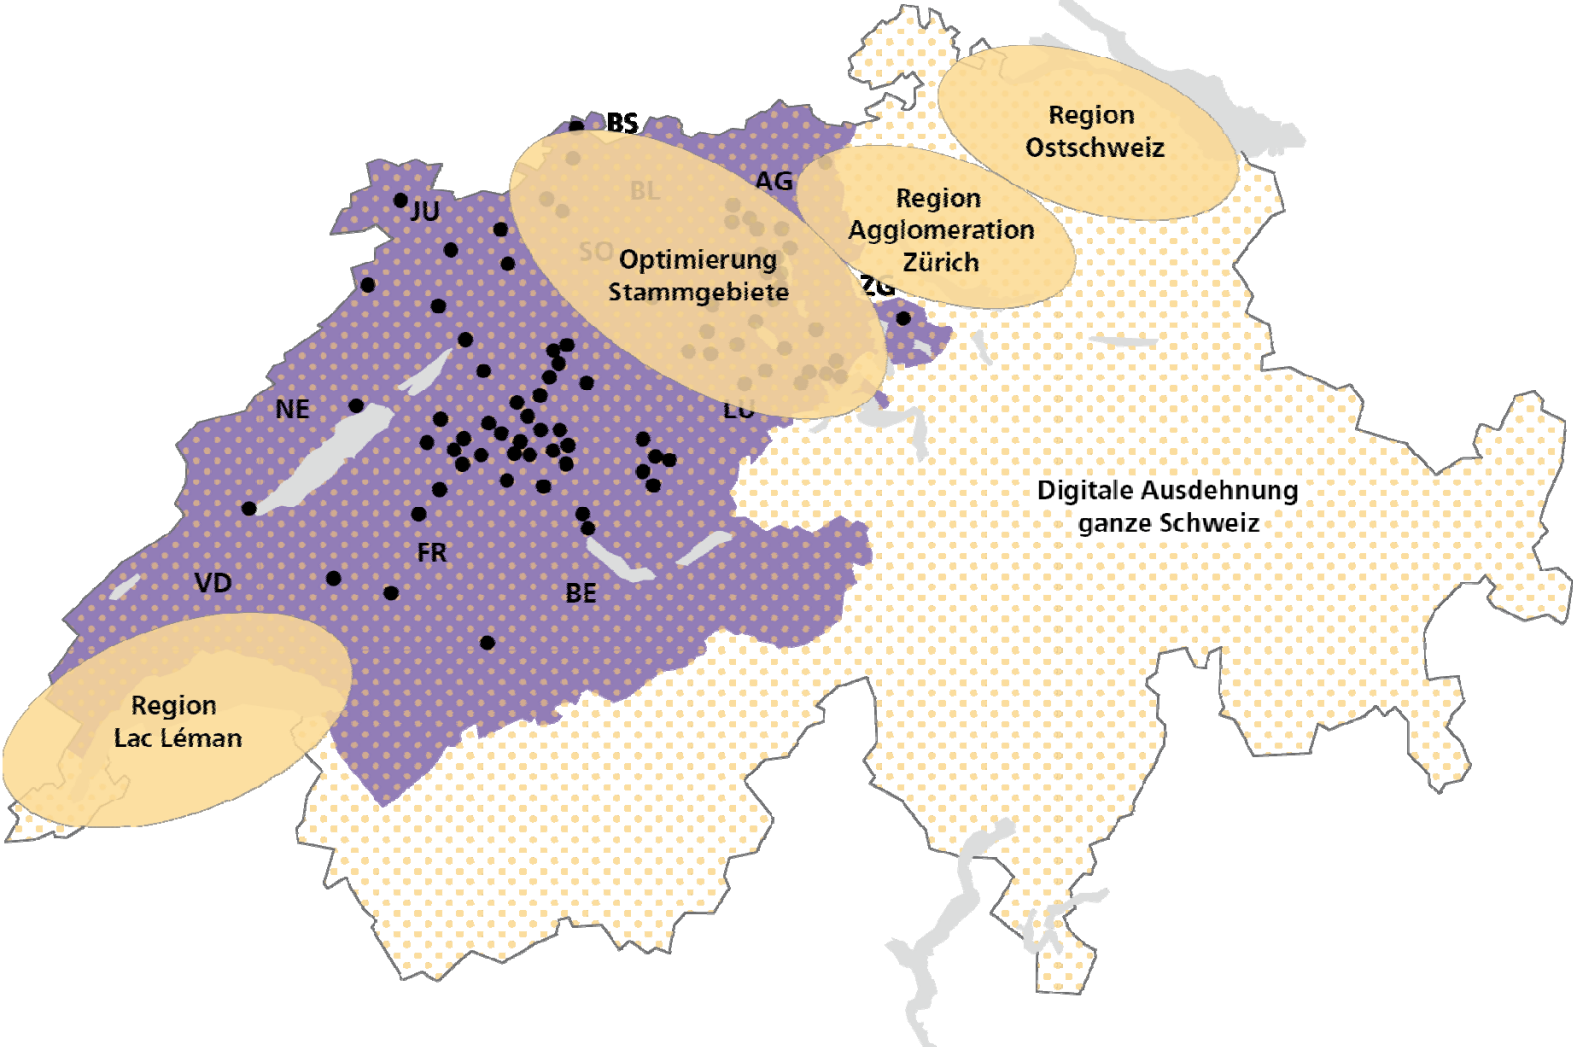 Region
Ostschweiz
BS
AG
BL
Region
Agglomeration
Zürich
JU
SO
Optimierung
Stammgebiete
ZG
NE
LU
Digitale Ausdehnung
ganze Schweiz
FR
VD
BE
Region
Lac Léman